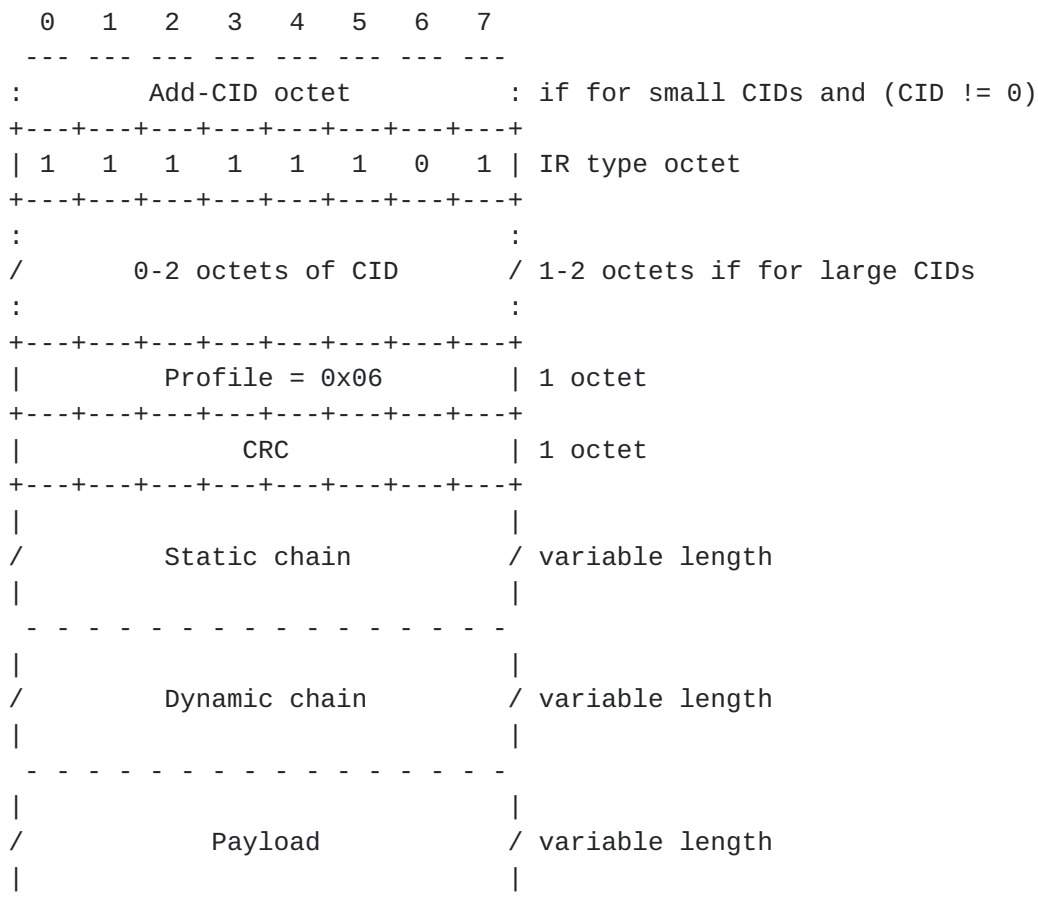 0   1   2   3   4   5   6   7
 --- --- --- --- --- --- --- ---
:        Add-CID octet          : if for small CIDs and (CID != 0)
+---+---+---+---+---+---+---+---+
| 1   1   1   1   1   1   0   1 | IR type octet
+---+---+---+---+---+---+---+---+
:                               :
/       0-2 octets of CID       / 1-2 octets if for large CIDs
:                               :
+---+---+---+---+---+---+---+---+
|         Profile = 0x06        | 1 octet
+---+---+---+---+---+---+---+---+
|              CRC              | 1 octet
+---+---+---+---+---+---+---+---+
|                               |
/         Static chain          / variable length
|                               |
 - - - - - - - - - - - - - - - -
|                               |
/         Dynamic chain         / variable length
|                               |
 - - - - - - - - - - - - - - - -
|                               |
/            Payload            / variable length
|                               |